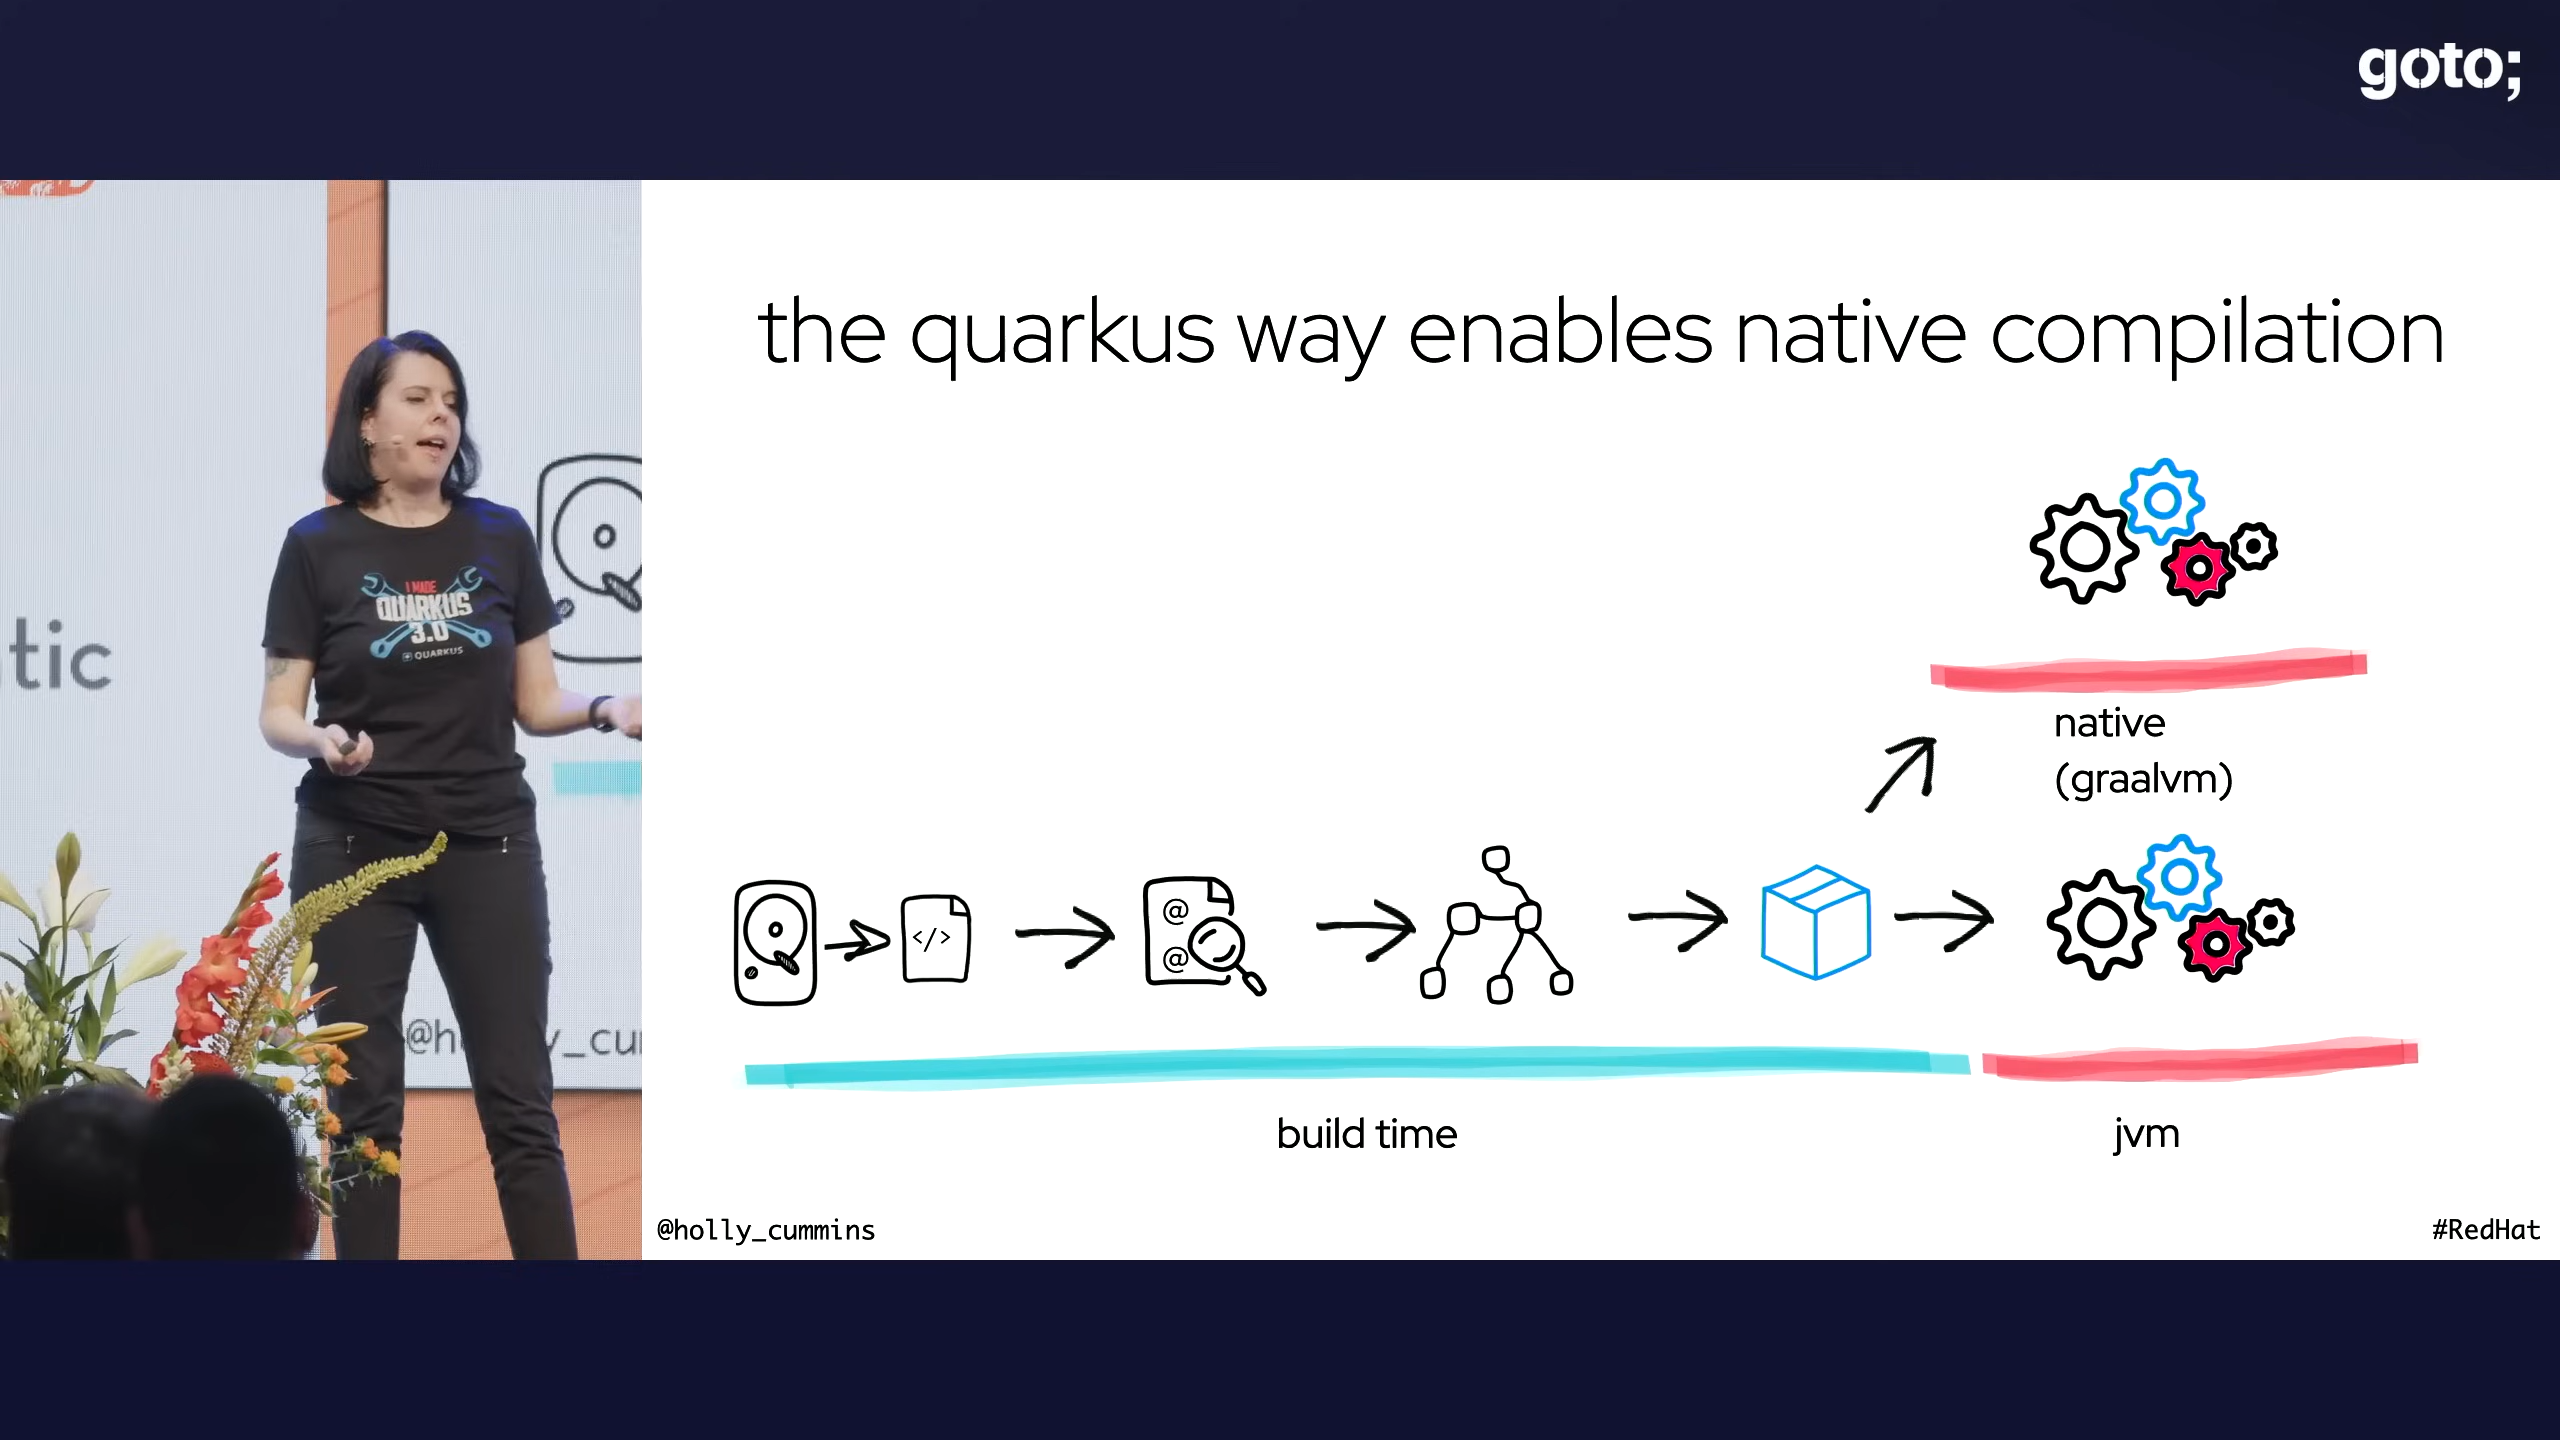 goto;
the quarkus way enables native compilation
tic
I MADE
QUARKUS
3.0
QUARKUS
native
(graalvm)
</>
@
@
build time
jvm
@holly_cummins
#RedHat